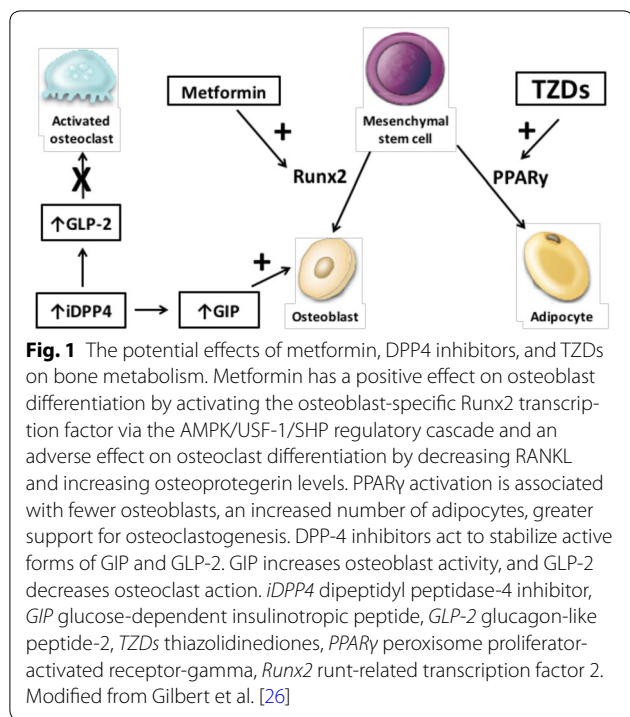 Activated
osteoclast
Metformin
Mesenchymal
stem cell
TZDs
+
+
Runx2
PPARγ
X
↑GLP-2
+
↑iDPP4
↑GIP
Osteoblast
Adipocyte
Fig. 1 The potential effects of metformin, DPP4 inhibitors, and TZDs
on bone metabolism. Metformin has a positive effect on osteoblast
differentiation by activating the osteoblast-specific Runx2 transcrip-
tion factor via the AMPK/USF-1/SHP regulatory cascade and an
adverse effect on osteoclast differentiation by decreasing RANKL
and increasing osteoprotegerin levels. PPARγ activation is associated
with fewer osteoblasts, an increased number of adipocytes, greater
support for osteoclastogenesis. DPP-4 inhibitors act to stabilize active
forms of GIP and GLP-2. GIP increases osteoblast activity, and GLP-2
decreases osteoclast action. iDPP4 dipeptidyl peptidase-4 inhibitor,
GIP glucose-dependent insulinotropic peptide, GLP-2 glucagon-like
peptide-2, TZDs thiazolidinediones, PPARγ peroxisome proliferator-
activated receptor-gamma, Runx2 runt-related transcription factor 2.
Modified from Gilbert et al. [26]